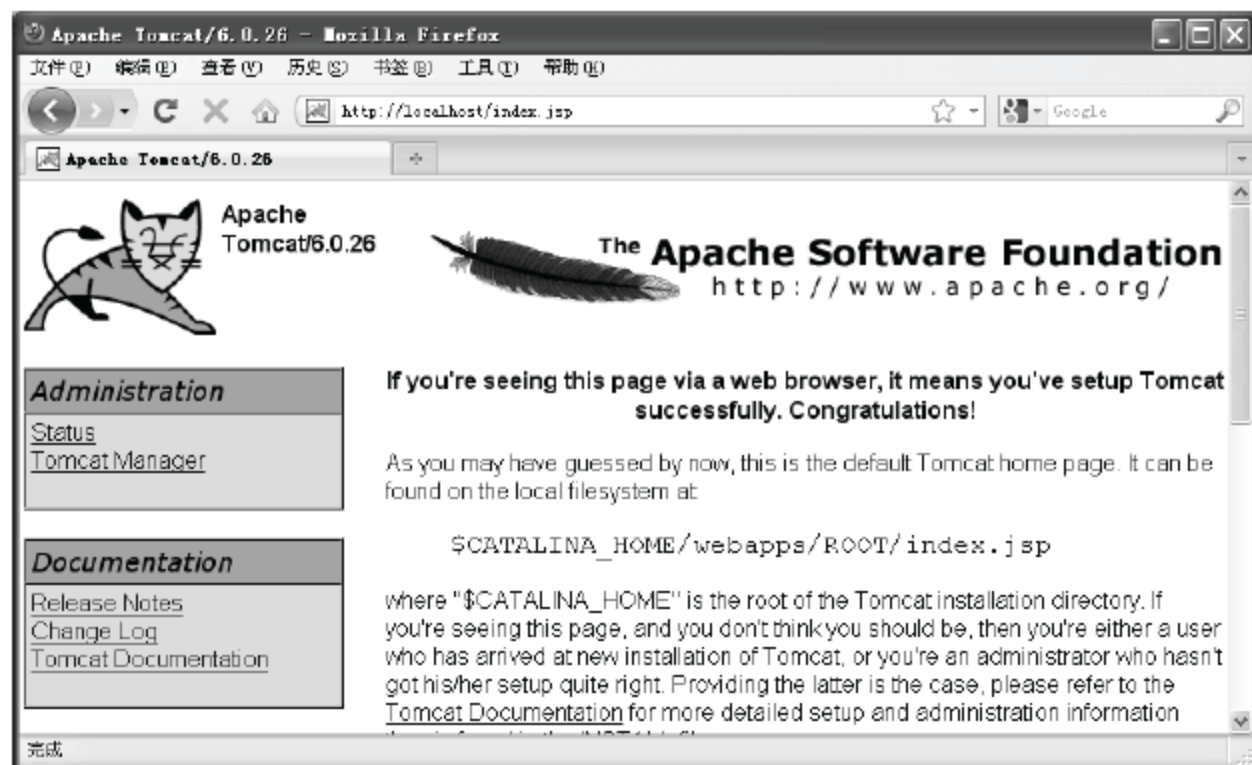 Apache Tomcat/6.0.26 - Mozilla Firefox
文件(F) 编辑(E) 查看(V) 历史(S) 书签(B) 工具(T) 帮助(H)
http://localhost/index.jsp
Google
Apache Tomcat/6.0.26
Apache
Tomcat/6.0.26
The Apache Software Foundation
http://www.apache.org/
Administration
Status
Tomcat Manager
Documentation
Release Notes
Change Log
Tomcat Documentation
If you're seeing this page via a web browser, it means you've setup Tomcat
successfully. Congratulations!
As you may have guessed by now, this is the default Tomcat home page. It can be
found on the local filesystem at:
$CATALINA_HOME/webapps/ROOT/index.jsp
where "$CATALINA_HOME" is the root of the Tomcat installation directory. If
you're seeing this page, and you don't think you should be, then you're either a user
who has arrived at new installation of Tomcat, or you're an administrator who hasn't
got his/her setup quite right. Providing the latter is the case, please refer to the
Tomcat Documentation for more detailed setup and administration information
完成